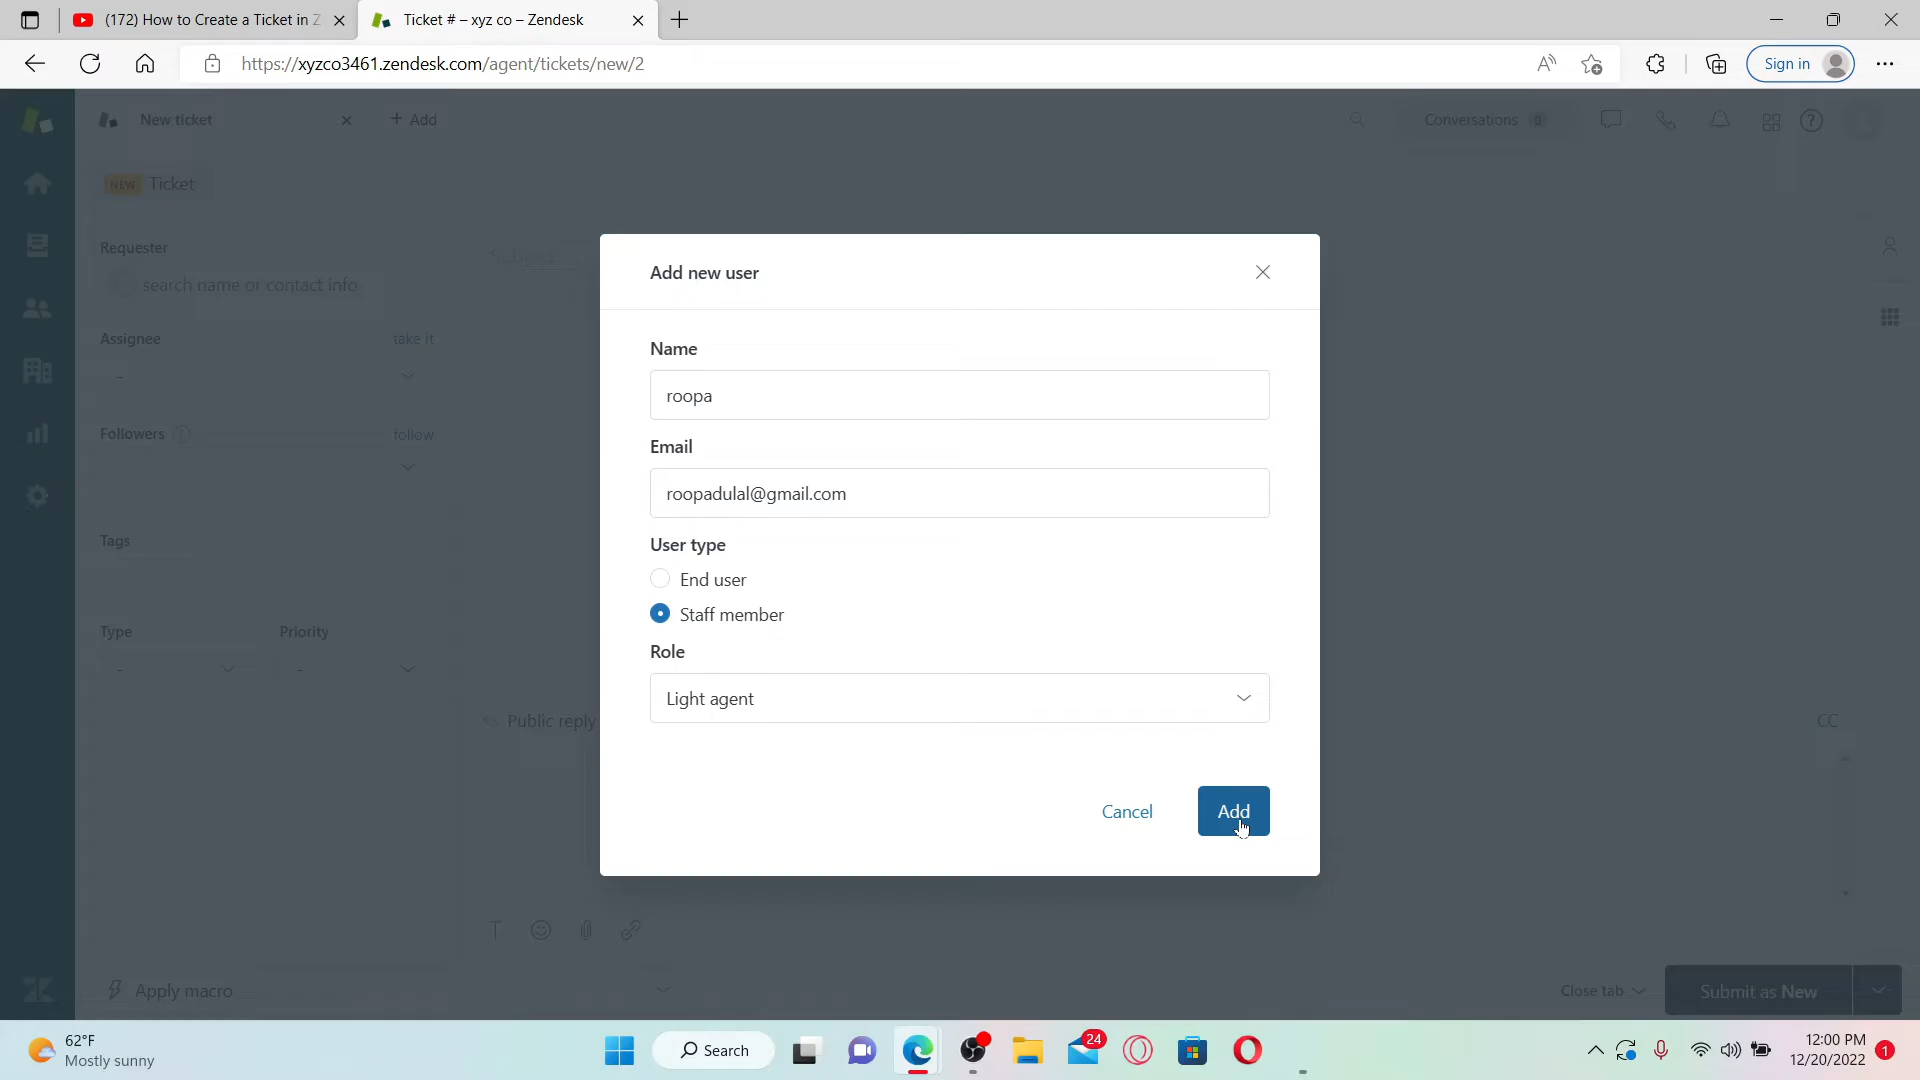 (172) How to Create a Ticket in Z
Ticket # – xyz co – Zendesk
https://xyzco3461.zendesk.com/agent/tickets/new/2
Sign in
New ticket
+ Add
Conversations 0
NEW Ticket
Requester
search name or contact info
Assignee
take it
-
Followers
follow
Tags
Type
Priority
-
-
Subject
Public reply
CC
Add new user
Name
roopa
Email
roopadulal@gmail.com
User type
End user
Staff member
Role
Light agent
Cancel
Add
Apply macro
Close tab
Submit as New
62°F
Mostly sunny
Search
24
12:00 PM
12/20/2022
1